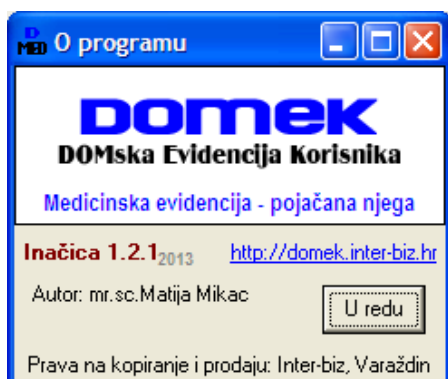 D
MED O programu
DOMEK
DOMska Evidencija Korisnika
Medicinska evidencija - pojačana njega
Inačica 1.2.1 2013 http://domek.inter-biz.hr
Autor: mr.sc.Matija Mikac
U redu
Prava na kopiranje i prodaju: Inter-biz, Varaždin